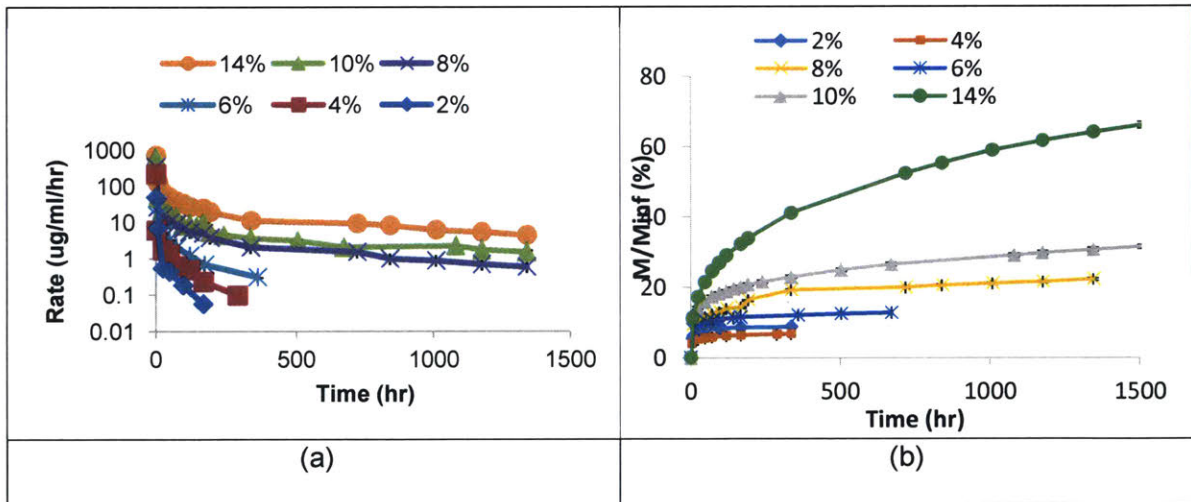 14% 10% 8%
6% 4% 2%
Rate (ug/ml/hr)
1000
100
10
1
0.1
0.01
0 500 1000 1500
Time (hr)
(a)
2% 4%
8% 6%
10% 14%
M/Minf (%)
80
60
40
20
0
0 500 1000 1500
Time (hr)
(b)